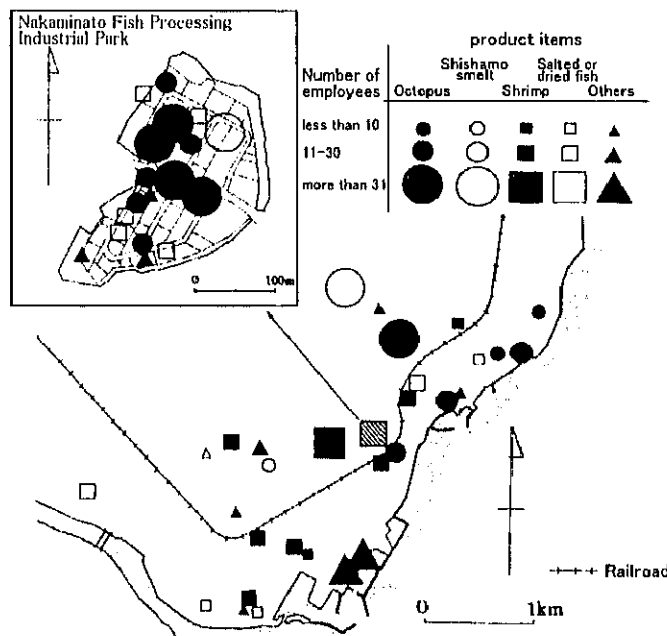 Nakaminato Fish Processing
Industrial Park
0 100m
product items
Number of
employees
Octopus
Shishamo
smelt
Shrimp
Salted or
dried fish
Others
less than 10
11-30
more than 31
Railroad
0 1km